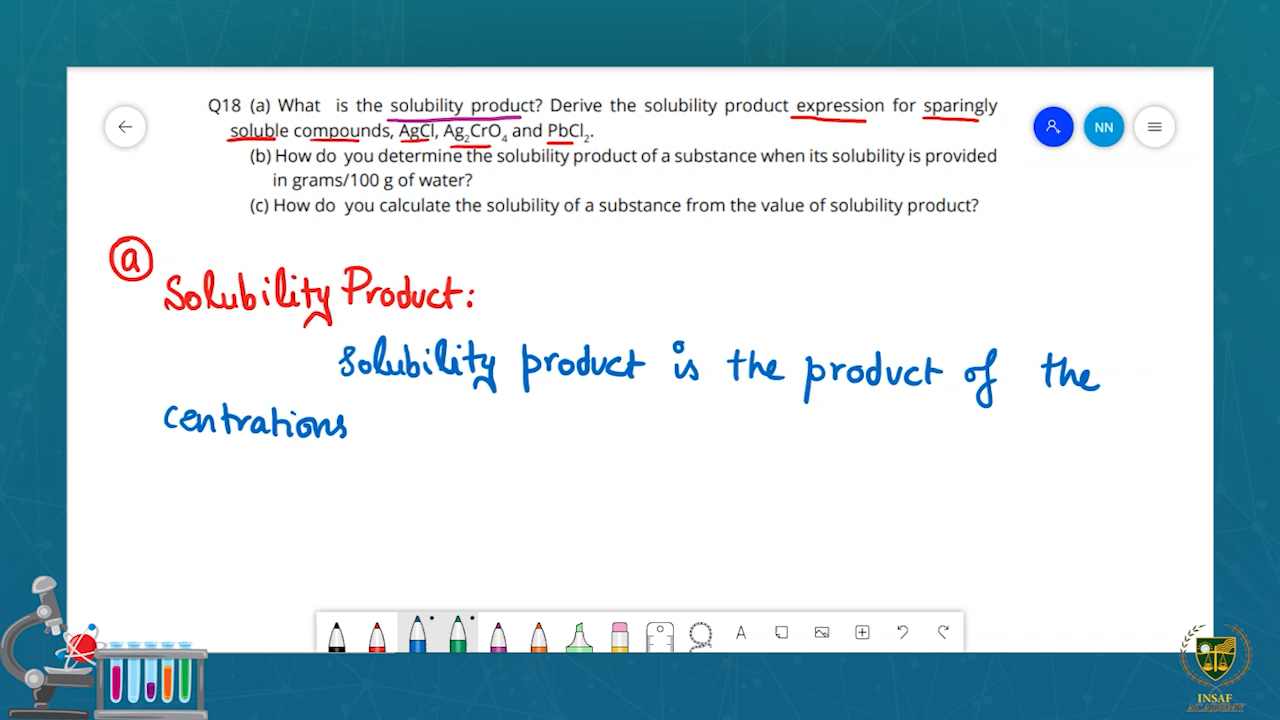 Q18 (a) What is the solubility product? Derive the solubility product expression for sparingly
soluble compounds, AgCl, Ag₂CrO₄ and PbCl₂.
(b) How do you determine the solubility product of a substance when its solubility is provided
in grams/100 g of water?
(c) How do you calculate the solubility of a substance from the value of solubility product?
NN
a
Solubility Product:
Solubility product is the product of the
centrations
A
INSAF
ACADEMY